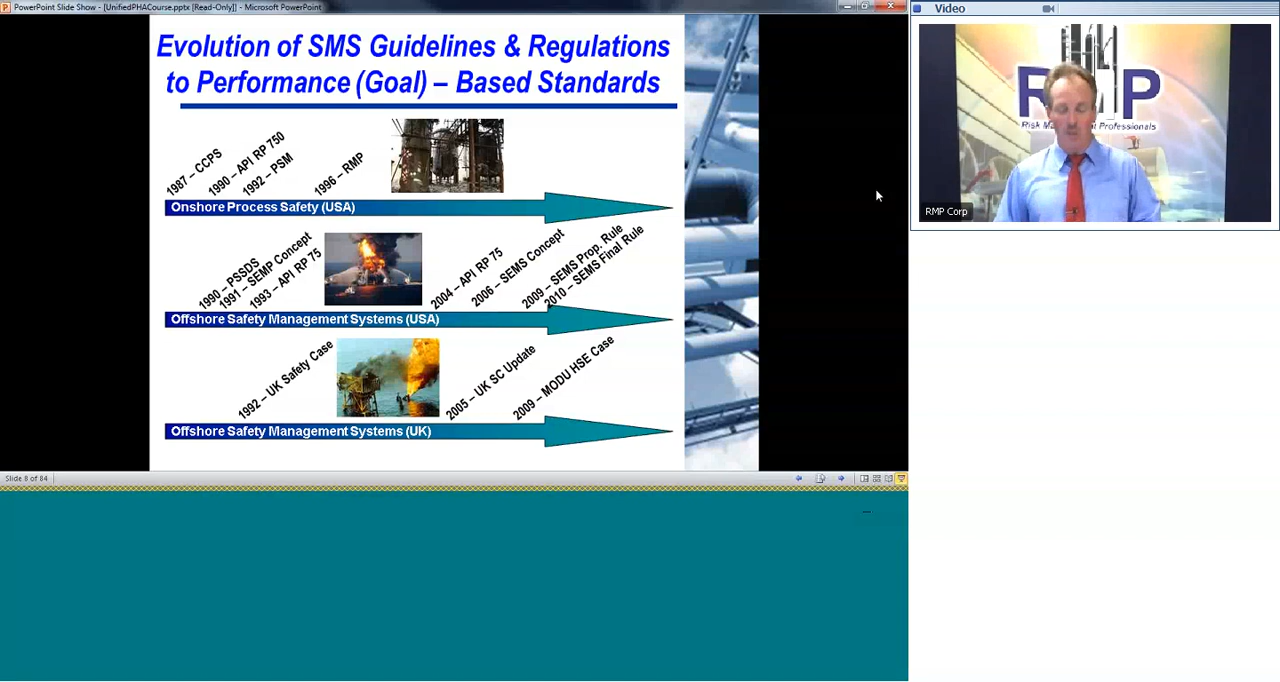 PowerPoint Slide Show - [UnifiedPHACourse.pptx [Read-Only]] - Microsoft PowerPoint
Evolution of SMS Guidelines & Regulations
to Performance (Goal) – Based Standards
1987 – CCPS
1990 – API RP 750
1992 – PSM
1996 – RMP
Onshore Process Safety (USA)
1990 – PSSDS
1991 – SEMP Concept
1993 – API RP 75
2004 – API RP 75
2006 – SEMS Concept
2009 – SEMS Prop. Rule
2010 – SEMS Final Rule
Offshore Safety Management Systems (USA)
1992 – UK Safety Case
2005 – UK SC Update
2009 – MODU HSE Case
Offshore Safety Management Systems (UK)
Slide 8 of 84
Video
RMP
Professionals
RMP Corp